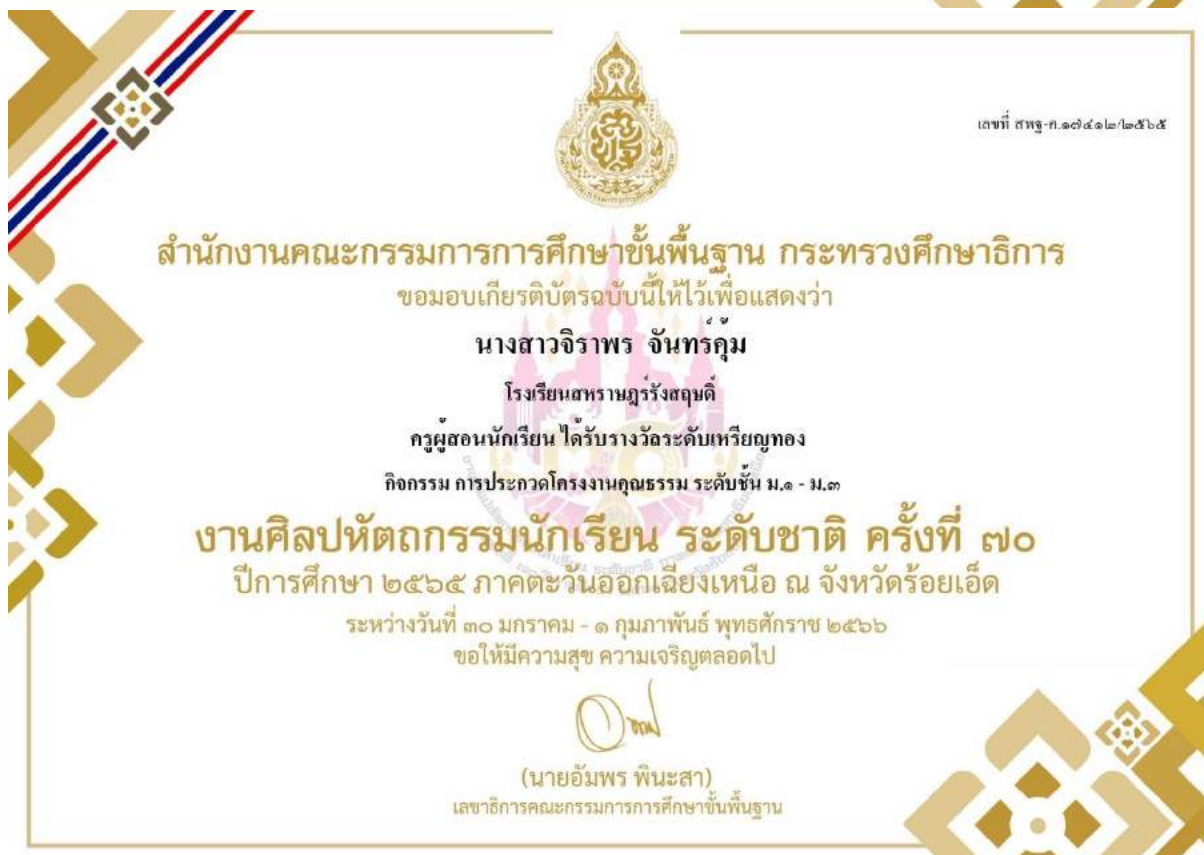 เลขที่ สพฐ-ค.๑๗๔๑๒/๒๕๖๕
สำนักงานคณะกรรมการการศึกษาขั้นพื้นฐาน กระทรวงศึกษาธิการ
ขอมอบเกียรติบัตรฉบับนี้ให้ไว้เพื่อแสดงว่า
นางสาวจิราพร จันทร์คุ้ม
โรงเรียนสหราษฎร์รังสฤษดิ์
ครูผู้สอนนักเรียน ได้รับรางวัลระดับเหรียญทอง
กิจกรรม การประกวดโครงงานคุณธรรม ระดับชั้น ม.๑ - ม.๓
งานศิลปหัตถกรรมนักเรียน ระดับชาติ ครั้งที่ ๗๐
ปีการศึกษา ๒๕๖๕ ภาคตะวันออกเฉียงเหนือ ณ จังหวัดร้อยเอ็ด
ระหว่างวันที่ ๓๐ มกราคม - ๑ กุมภาพันธ์ พุทธศักราช ๒๕๖๖
ขอให้มีความสุข ความเจริญตลอดไป
(นายอัมพร พินะสา)
เลขาธิการคณะกรรมการการศึกษาขั้นพื้นฐาน